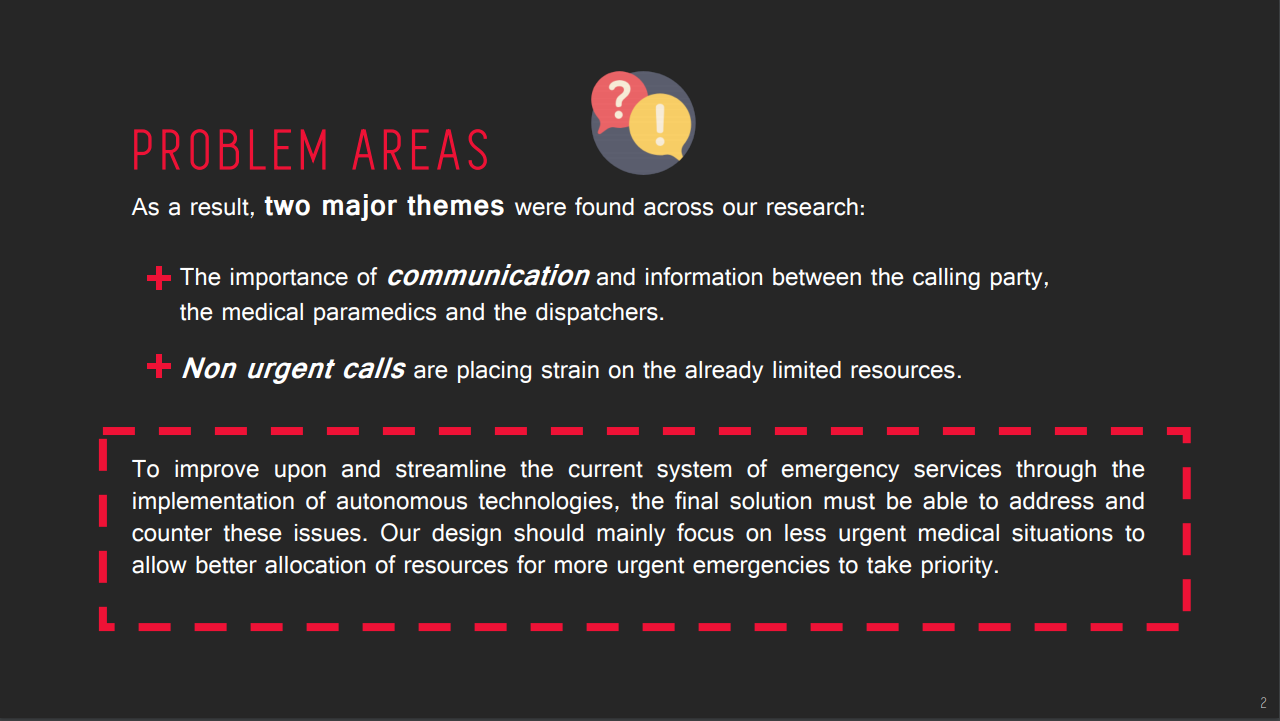 PROBLEM AREAS
As a result, two major themes were found across our research:
The importance of communication and information between the calling party,
the medical paramedics and the dispatchers.
Non urgent calls are placing strain on the already limited resources.
To improve upon and streamline the current system of emergency services through the
implementation of autonomous technologies, the final solution must be able to address and
counter these issues. Our design should mainly focus on less urgent medical situations to
allow better allocation of resources for more urgent emergencies to take priority.
2